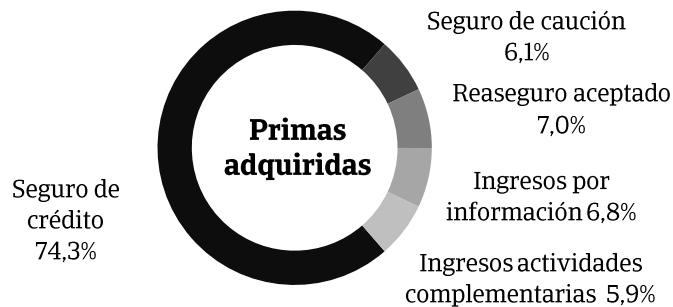 Seguro de caución
6,1%
Reaseguro aceptado
7,0%
Primas
adquiridas
Ingresos por
información 6,8%
Seguro de
crédito
74,3%
Ingresos actividades
complementarias 5,9%